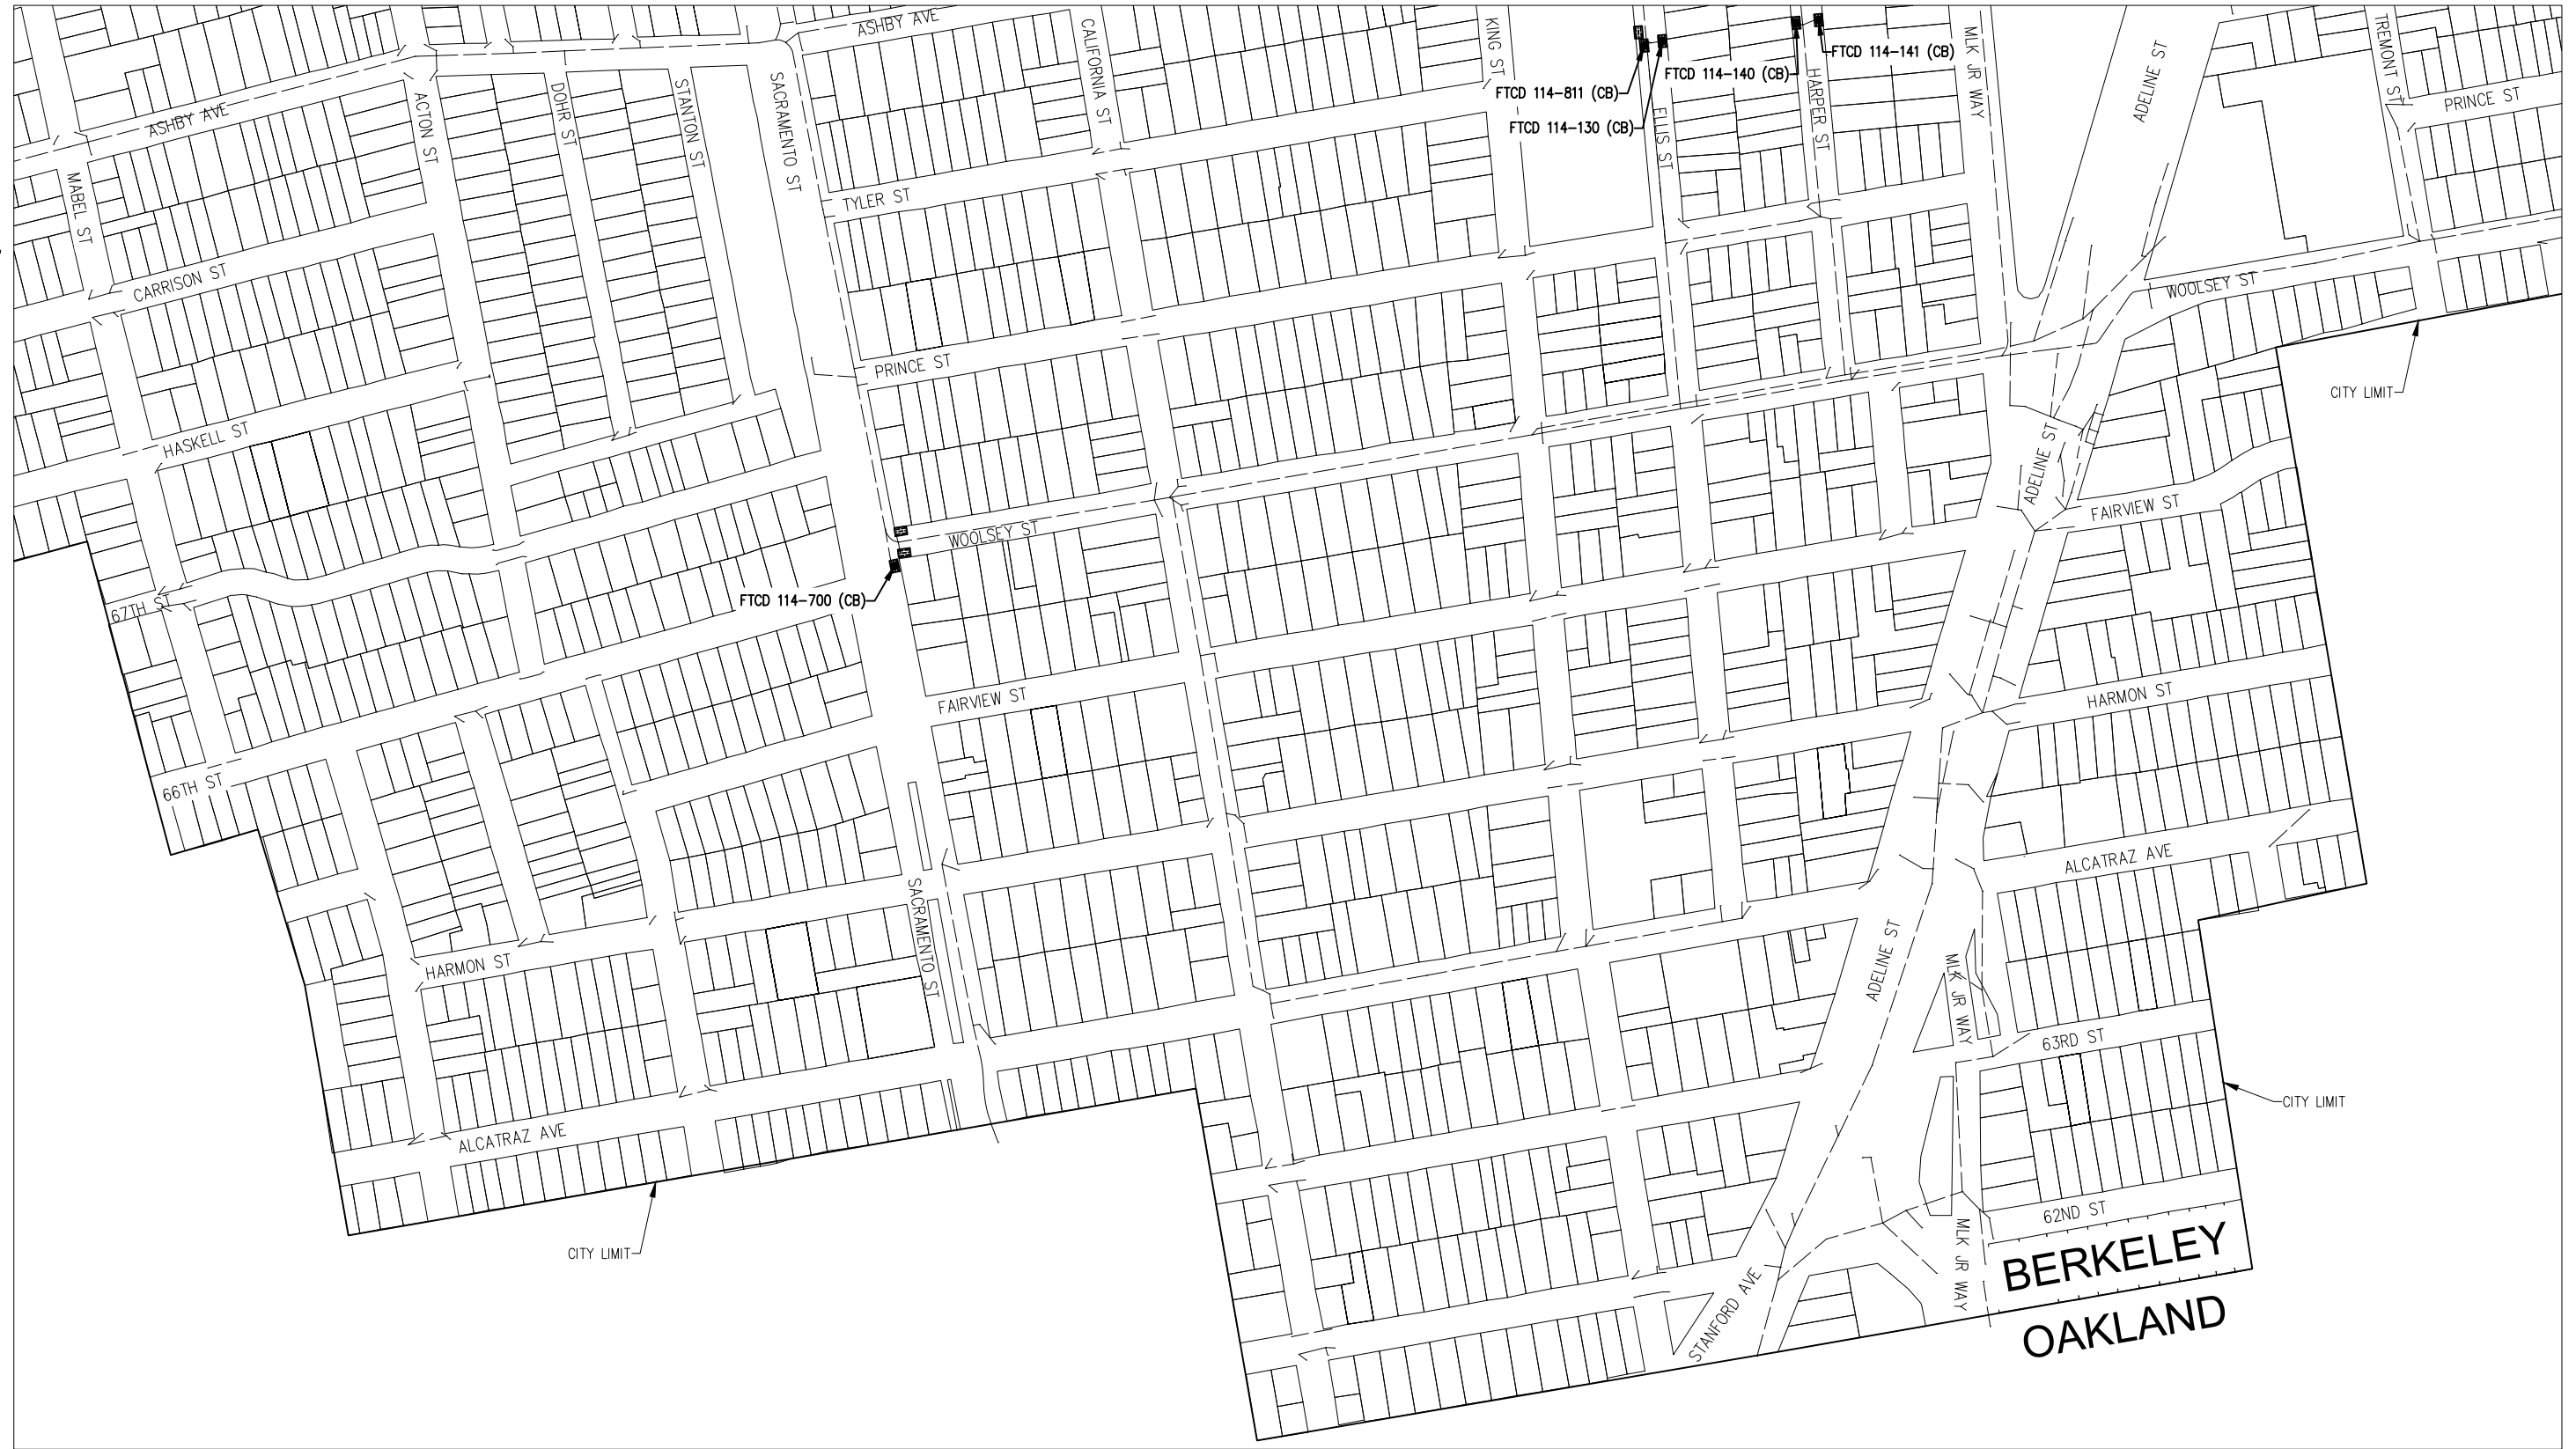 ASHBY AVE
CALIFORNIA ST
KING ST
MLK JR WAY
ADELINE ST
TREMONT ST
PRINCE ST
FTCD 114-141 (CB)
FTCD 114-140 (CB)
FTCD 114-811 (CB)
FTCD 114-130 (CB)
HARPER ST
ELLIS ST
ASHBY AVE
ACTON ST
DOHR ST
STANTON ST
SACRAMENTO ST
MABEL ST
TYLER ST
CARRISON ST
WOOLSEY ST
PRINCE ST
CITY LIMIT
HASKELL ST
ADELINE ST
FAIRVIEW ST
WOOLSEY ST
FTCD 114-700 (CB)
67TH ST
FAIRVIEW ST
HARMON ST
66TH ST
ALCATRAZ AVE
SACRAMENTO ST
HARMON ST
ADELINE ST
MLK JR WAY
63RD ST
CITY LIMIT
ALCATRAZ AVE
62ND ST
CITY LIMIT
MLK JR WAY
STANFORD AVE
BERKELEY
OAKLAND